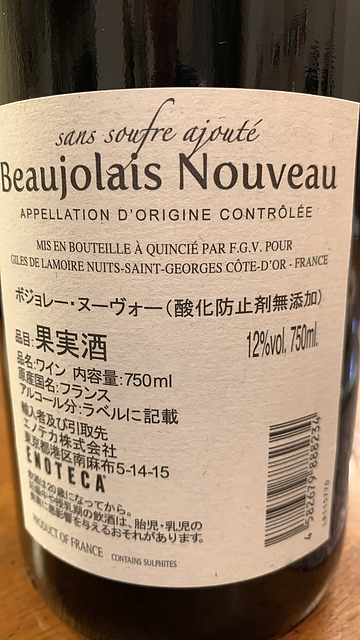 sans soufre ajouté
Beaujolais Nouveau
APPELLATION D'ORIGINE CONTRÔLÉE
MIS EN BOUTEILLE À QUINCIÉ PAR F.G.V. POUR
GILES DE LAMOIRE NUITS-SAINT-GEORGES CÔTE-D'OR - FRANCE
ボジョレー・ヌーヴォー(酸化防止剤無添加)
品目:果実酒 12%vol. 750ml.
品名:ワイン 内容量:750ml
原産国名:フランス
アルコール分:ラベルに記載
輸入者及び引取先
エノテカ株式会社
東京都港区南麻布5-14-15
ENOTECA
飲酒は20歳になってから。
妊娠中や授乳期の飲酒は、胎児・乳児の
発育に悪影響を与えるおそれがあります。
PRODUCT OF FRANCE CONTAINS SULPHITES
4 582679 888234